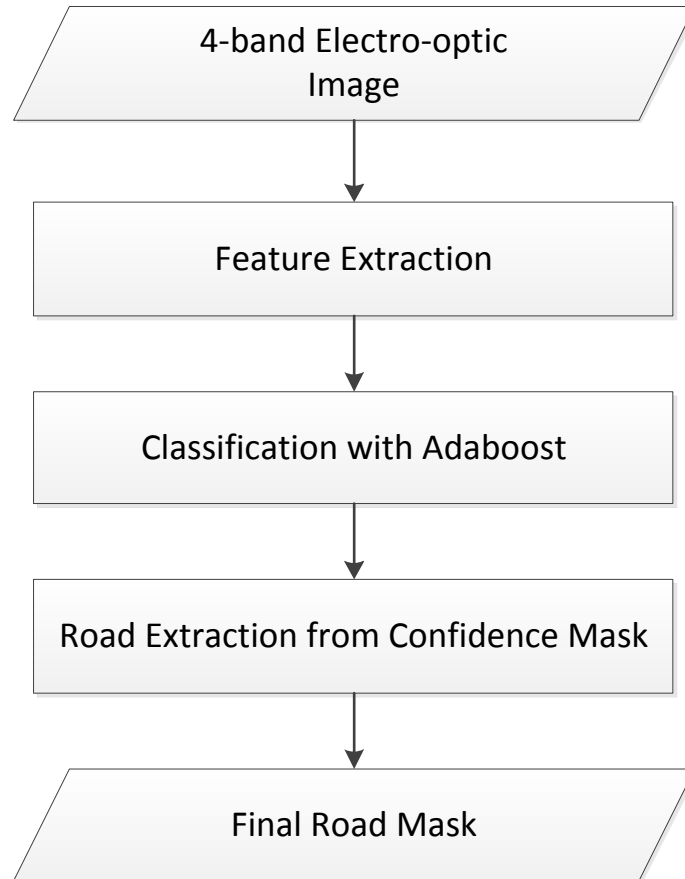 4-band Electro-optic
Image
Feature Extraction
Classification with Adaboost
Road Extraction from Confidence Mask
Final Road Mask